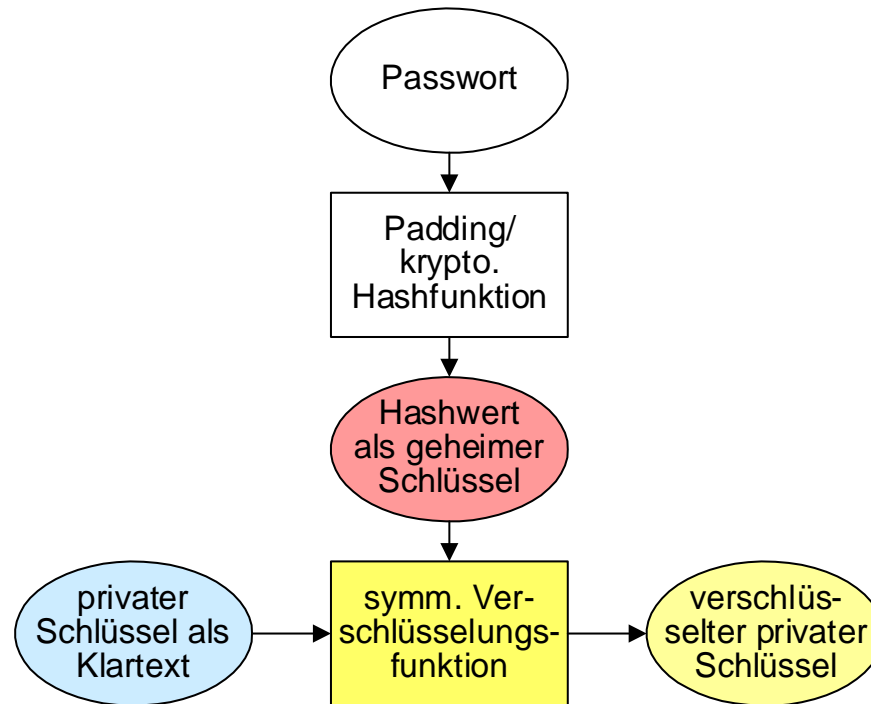 Passwort
Padding/
krypto.
Hashfunktion
Hashwert
als geheimer
Schlüssel
privater
Schlüssel als
Klartext
symm. Ver-
schlüsselungs-
funktion
verschlüs-
selter privater
Schlüssel